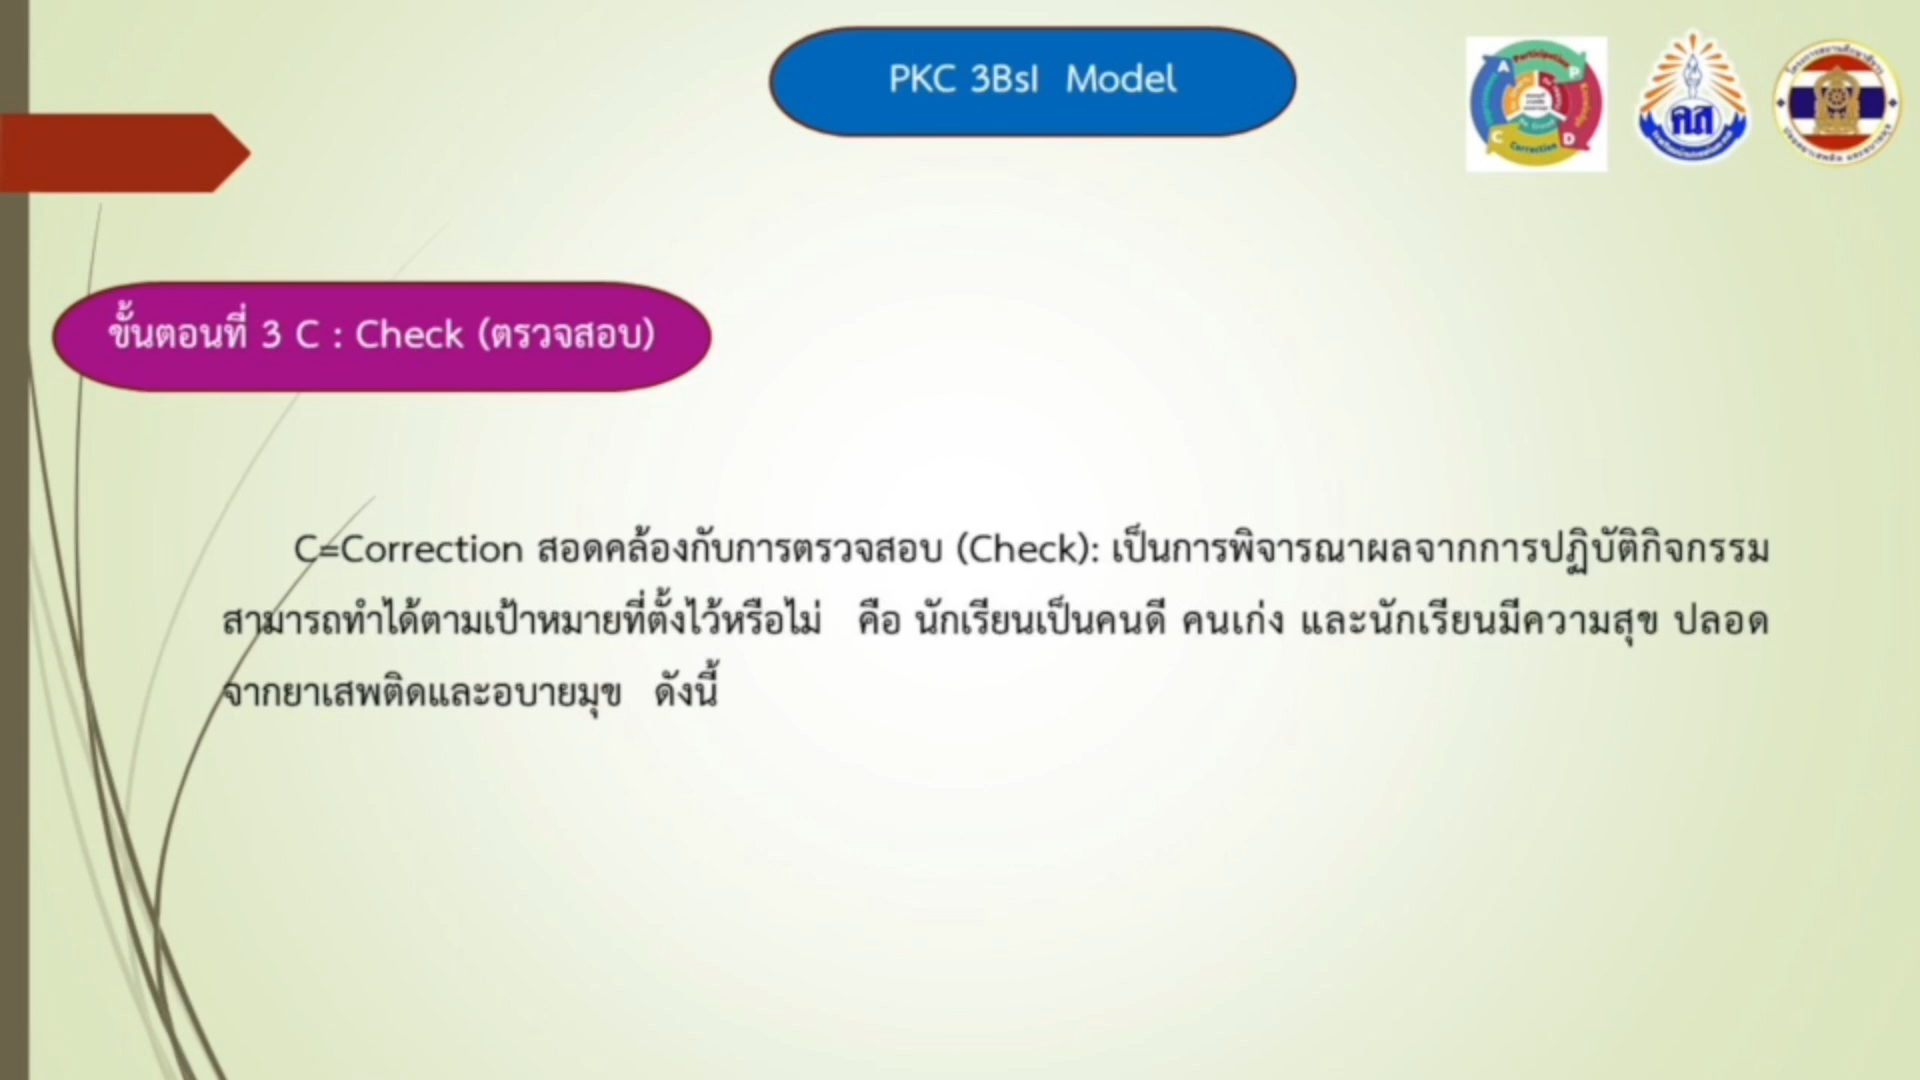 PKC 3BsI Model
Participation
A
P
C
D
Correction
คส
ขั้นตอนที่ 3 C : Check (ตรวจสอบ)
C=Correction สอดคล้องกับการตรวจสอบ (Check): เป็นการพิจารณาผลจากการปฏิบัติกิจกรรม
สามารถทำได้ตามเป้าหมายที่ตั้งไว้หรือไม่ คือ นักเรียนเป็นคนดี คนเก่ง และนักเรียนมีความสุข ปลอด
จากยาเสพติดและอบายมุข ดังนี้